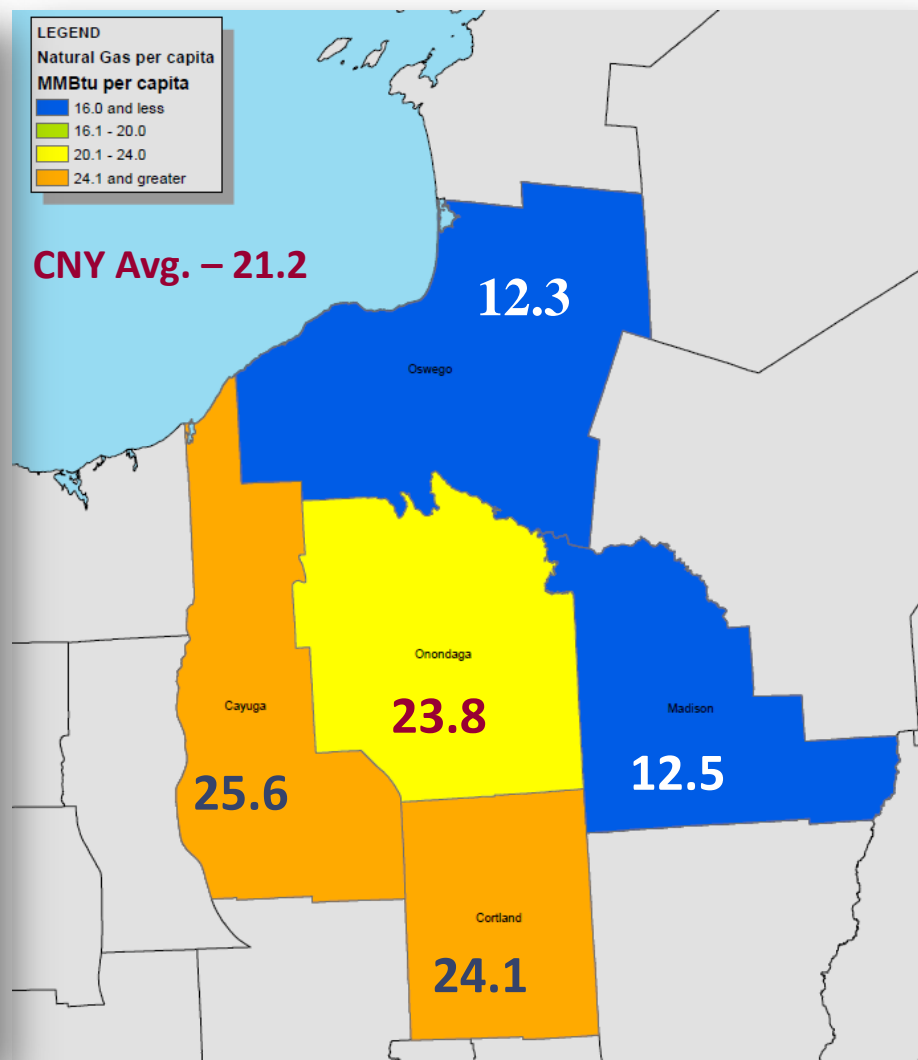 LEGEND
Natural Gas per capita
MMBtu per capita
16.0 and less
16.1 - 20.0
20.1 - 24.0
24.1 and greater
CNY Avg. – 21.2
12.3
Oswego
Onondaga
23.8
Cayuga
25.6
Madison
12.5
Cortland
24.1